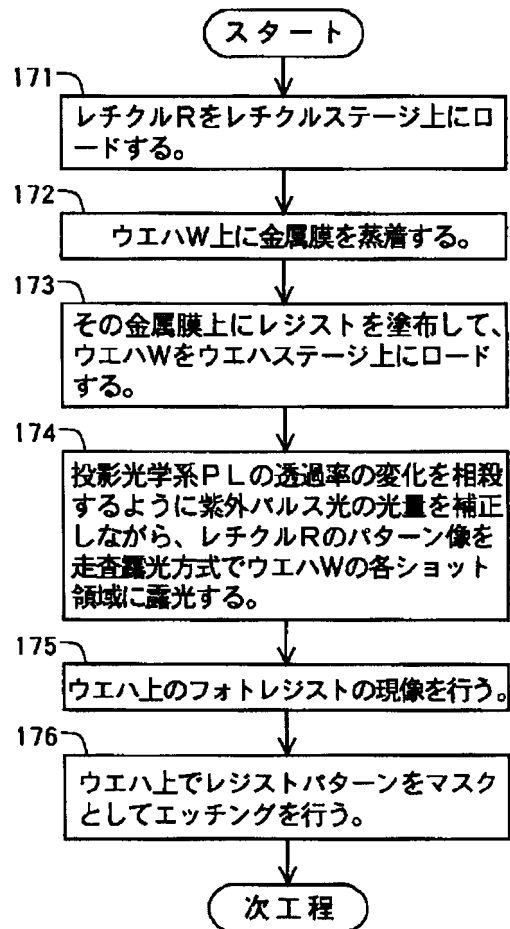 スタート
171
レチクルRをレチクルステージ上にロ
ードする。
172
ウエハW上に金属膜を蒸着する。
173
その金属膜上にレジストを塗布して、
ウエハWをウエハステージ上にロード
する。
174
投影光学系PLの透過率の変化を相殺
するように紫外パルス光の光量を補正
しながら、レチクルRのパターン像を
走査露光方式でウエハWの各ショット
領域に露光する。
175
ウエハ上のフォトレジストの現像を行う。
176
ウエハ上でレジストパターンをマスク
としてエッチングを行う。
次工程